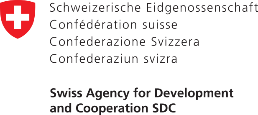 Schweizerische Eidgenossenschaft
Confédération suisse
Confederazione Svizzera
Confederaziun svizra
Swiss Agency for Development
and Cooperation SDC